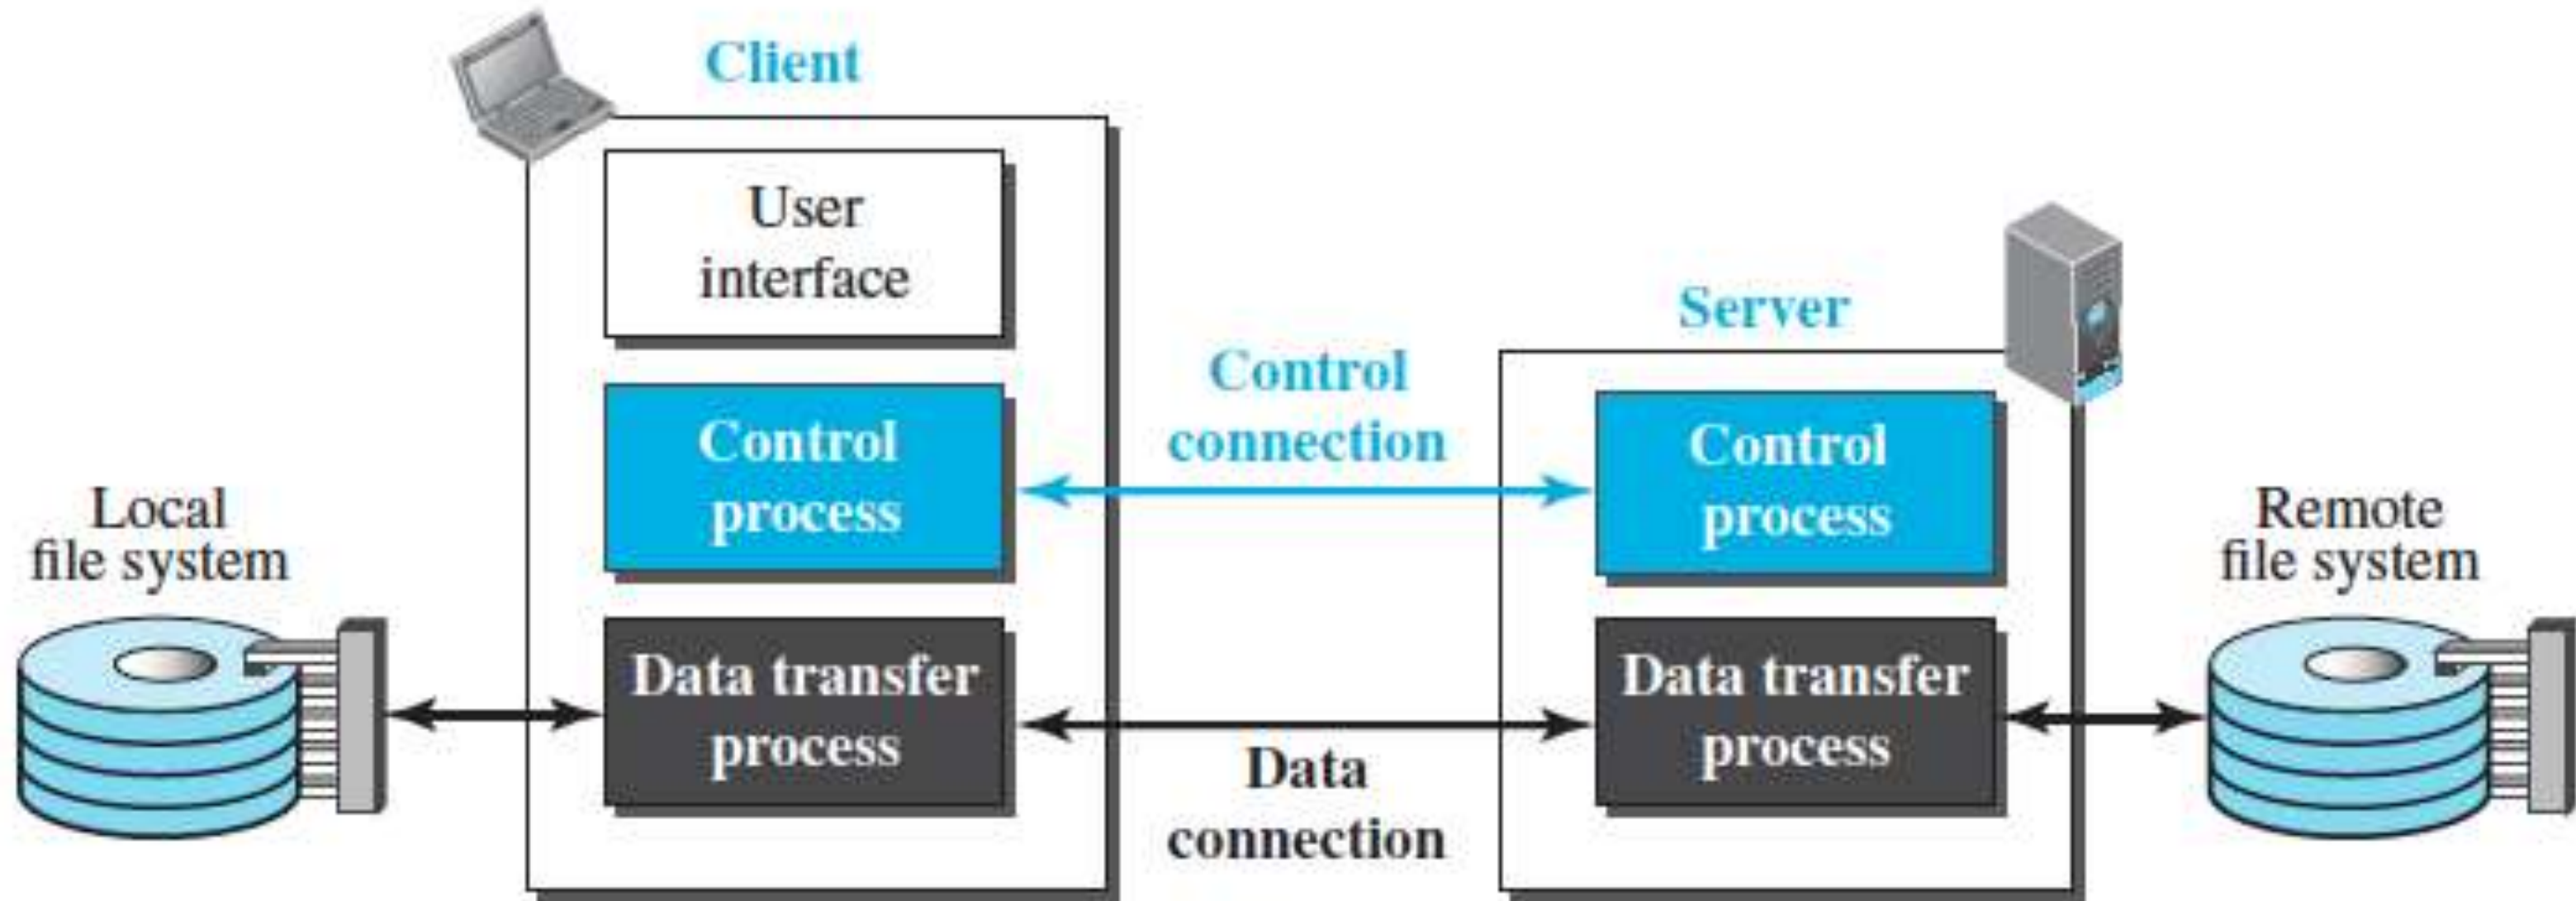 Client
User
interface
Server
Control
connection
Control
process
Control
process
Local
file system
Remote
file system
Data transfer
process
Data transfer
process
Data
connection